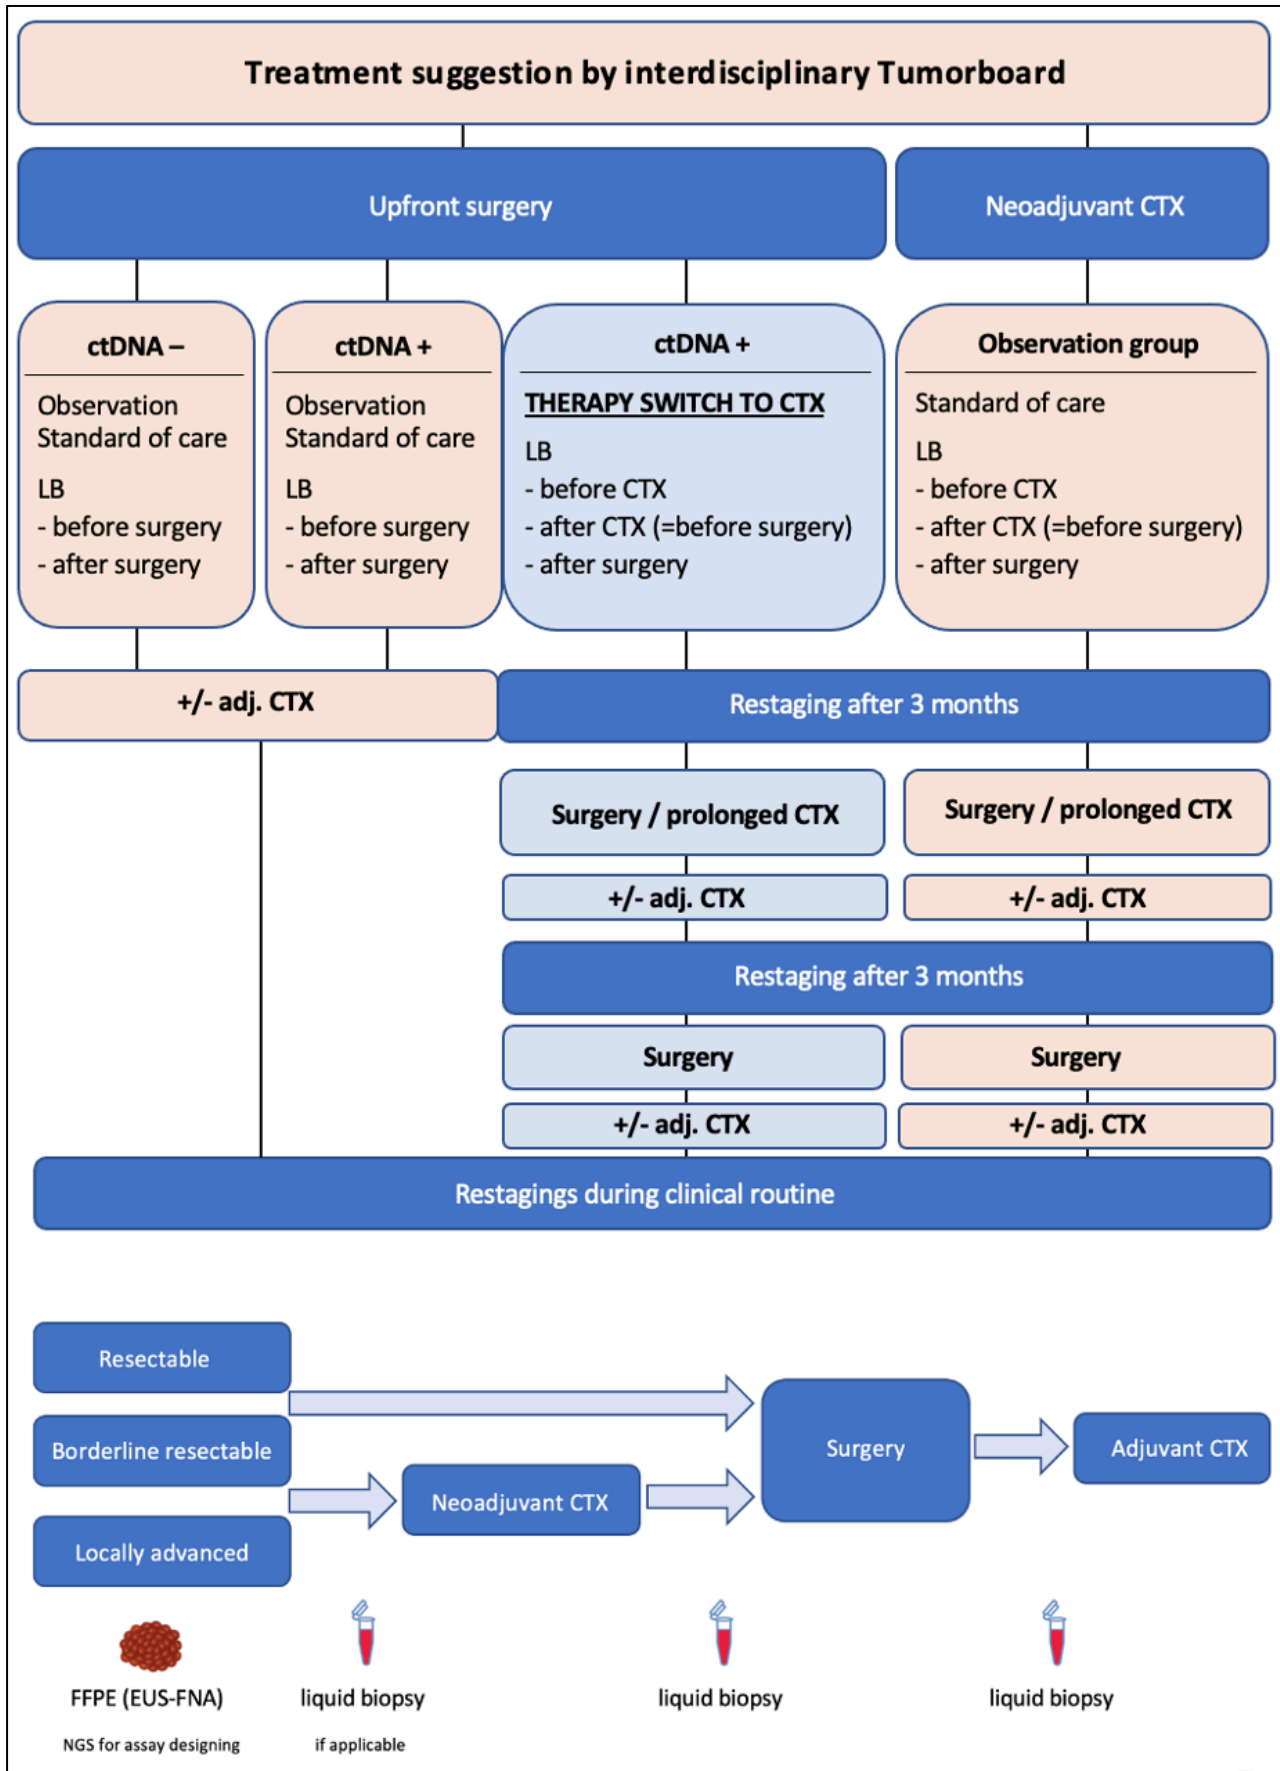 Treatment suggestion by interdisciplinary Tumorboard
Upfront surgery
Neoadjuvant CTX
ctDNA –
Observation
Standard of care
LB
- before surgery
- after surgery
ctDNA +
Observation
Standard of care
LB
- before surgery
- after surgery
ctDNA +
THERAPY SWITCH TO CTX
LB
- before CTX
- after CTX (=before surgery)
- after surgery
Observation group
Standard of care
LB
- before CTX
- after CTX (=before surgery)
- after surgery
+/- adj. CTX
Restaging after 3 months
Surgery / prolonged CTX
Surgery / prolonged CTX
+/- adj. CTX
+/- adj. CTX
Restaging after 3 months
Surgery
Surgery
+/- adj. CTX
+/- adj. CTX
Restagings during clinical routine
Resectable
Borderline resectable
Locally advanced
Neoadjuvant CTX
Surgery
Adjuvant CTX
FFPE (EUS-FNA)
NGS for assay designing
liquid biopsy
if applicable
liquid biopsy
liquid biopsy